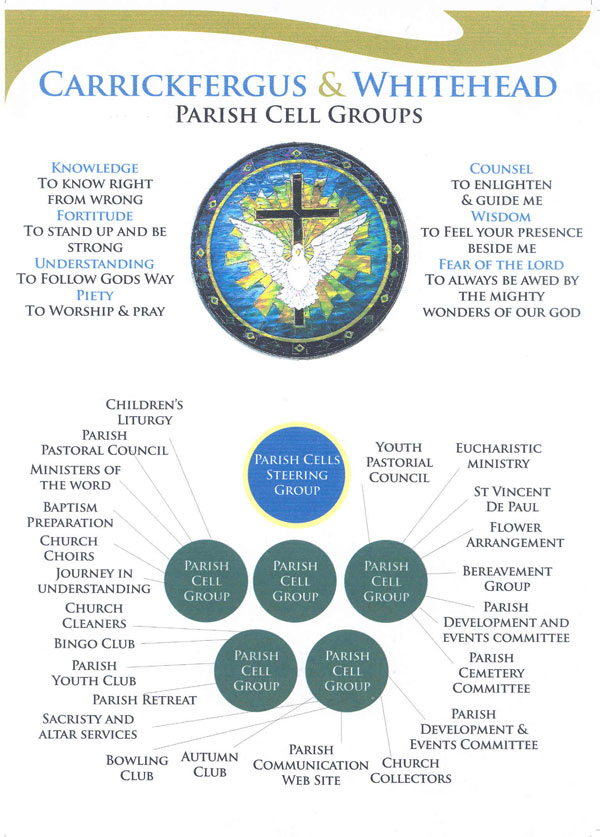 Carrickfergus & Whitehead
Parish Cell Groups
Knowledge
To know right
from wrong
Fortitude
To stand up and be
strong
Understanding
To Follow Gods Way
Piety
To Worship & pray
Counsel
to enlighten
& guide me
Wisdom
to Feel your presence
beside me
Fear of the lord
To always be awed by
the mighty
wonders of our God
Children's
Liturgy
Parish
Pastoral Council
Ministers of
the word
Baptism
Preparation
Church
Choirs
Journey in
understanding
Church
Cleaners
Bingo Club
Parish
Youth Club
Parish Retreat
Sacristy and
altar services
Bowling
Club
Autumn
Club
Parish
Communication
Web Site
Church
Collectors
Parish Cells
Steering
Group
Parish
Cell
Group
Parish
Cell
Group
Parish
Cell
Group
Parish
Cell
Group
Parish
Cell
Group
Youth
Pastorial
Council
Eucharistic
ministry
St Vincent
De Paul
Flower
Arrangement
Bereavement
Group
Parish
Development and
events committee
Parish
Cemetery
Committee
Parish
Development &
Events Committee